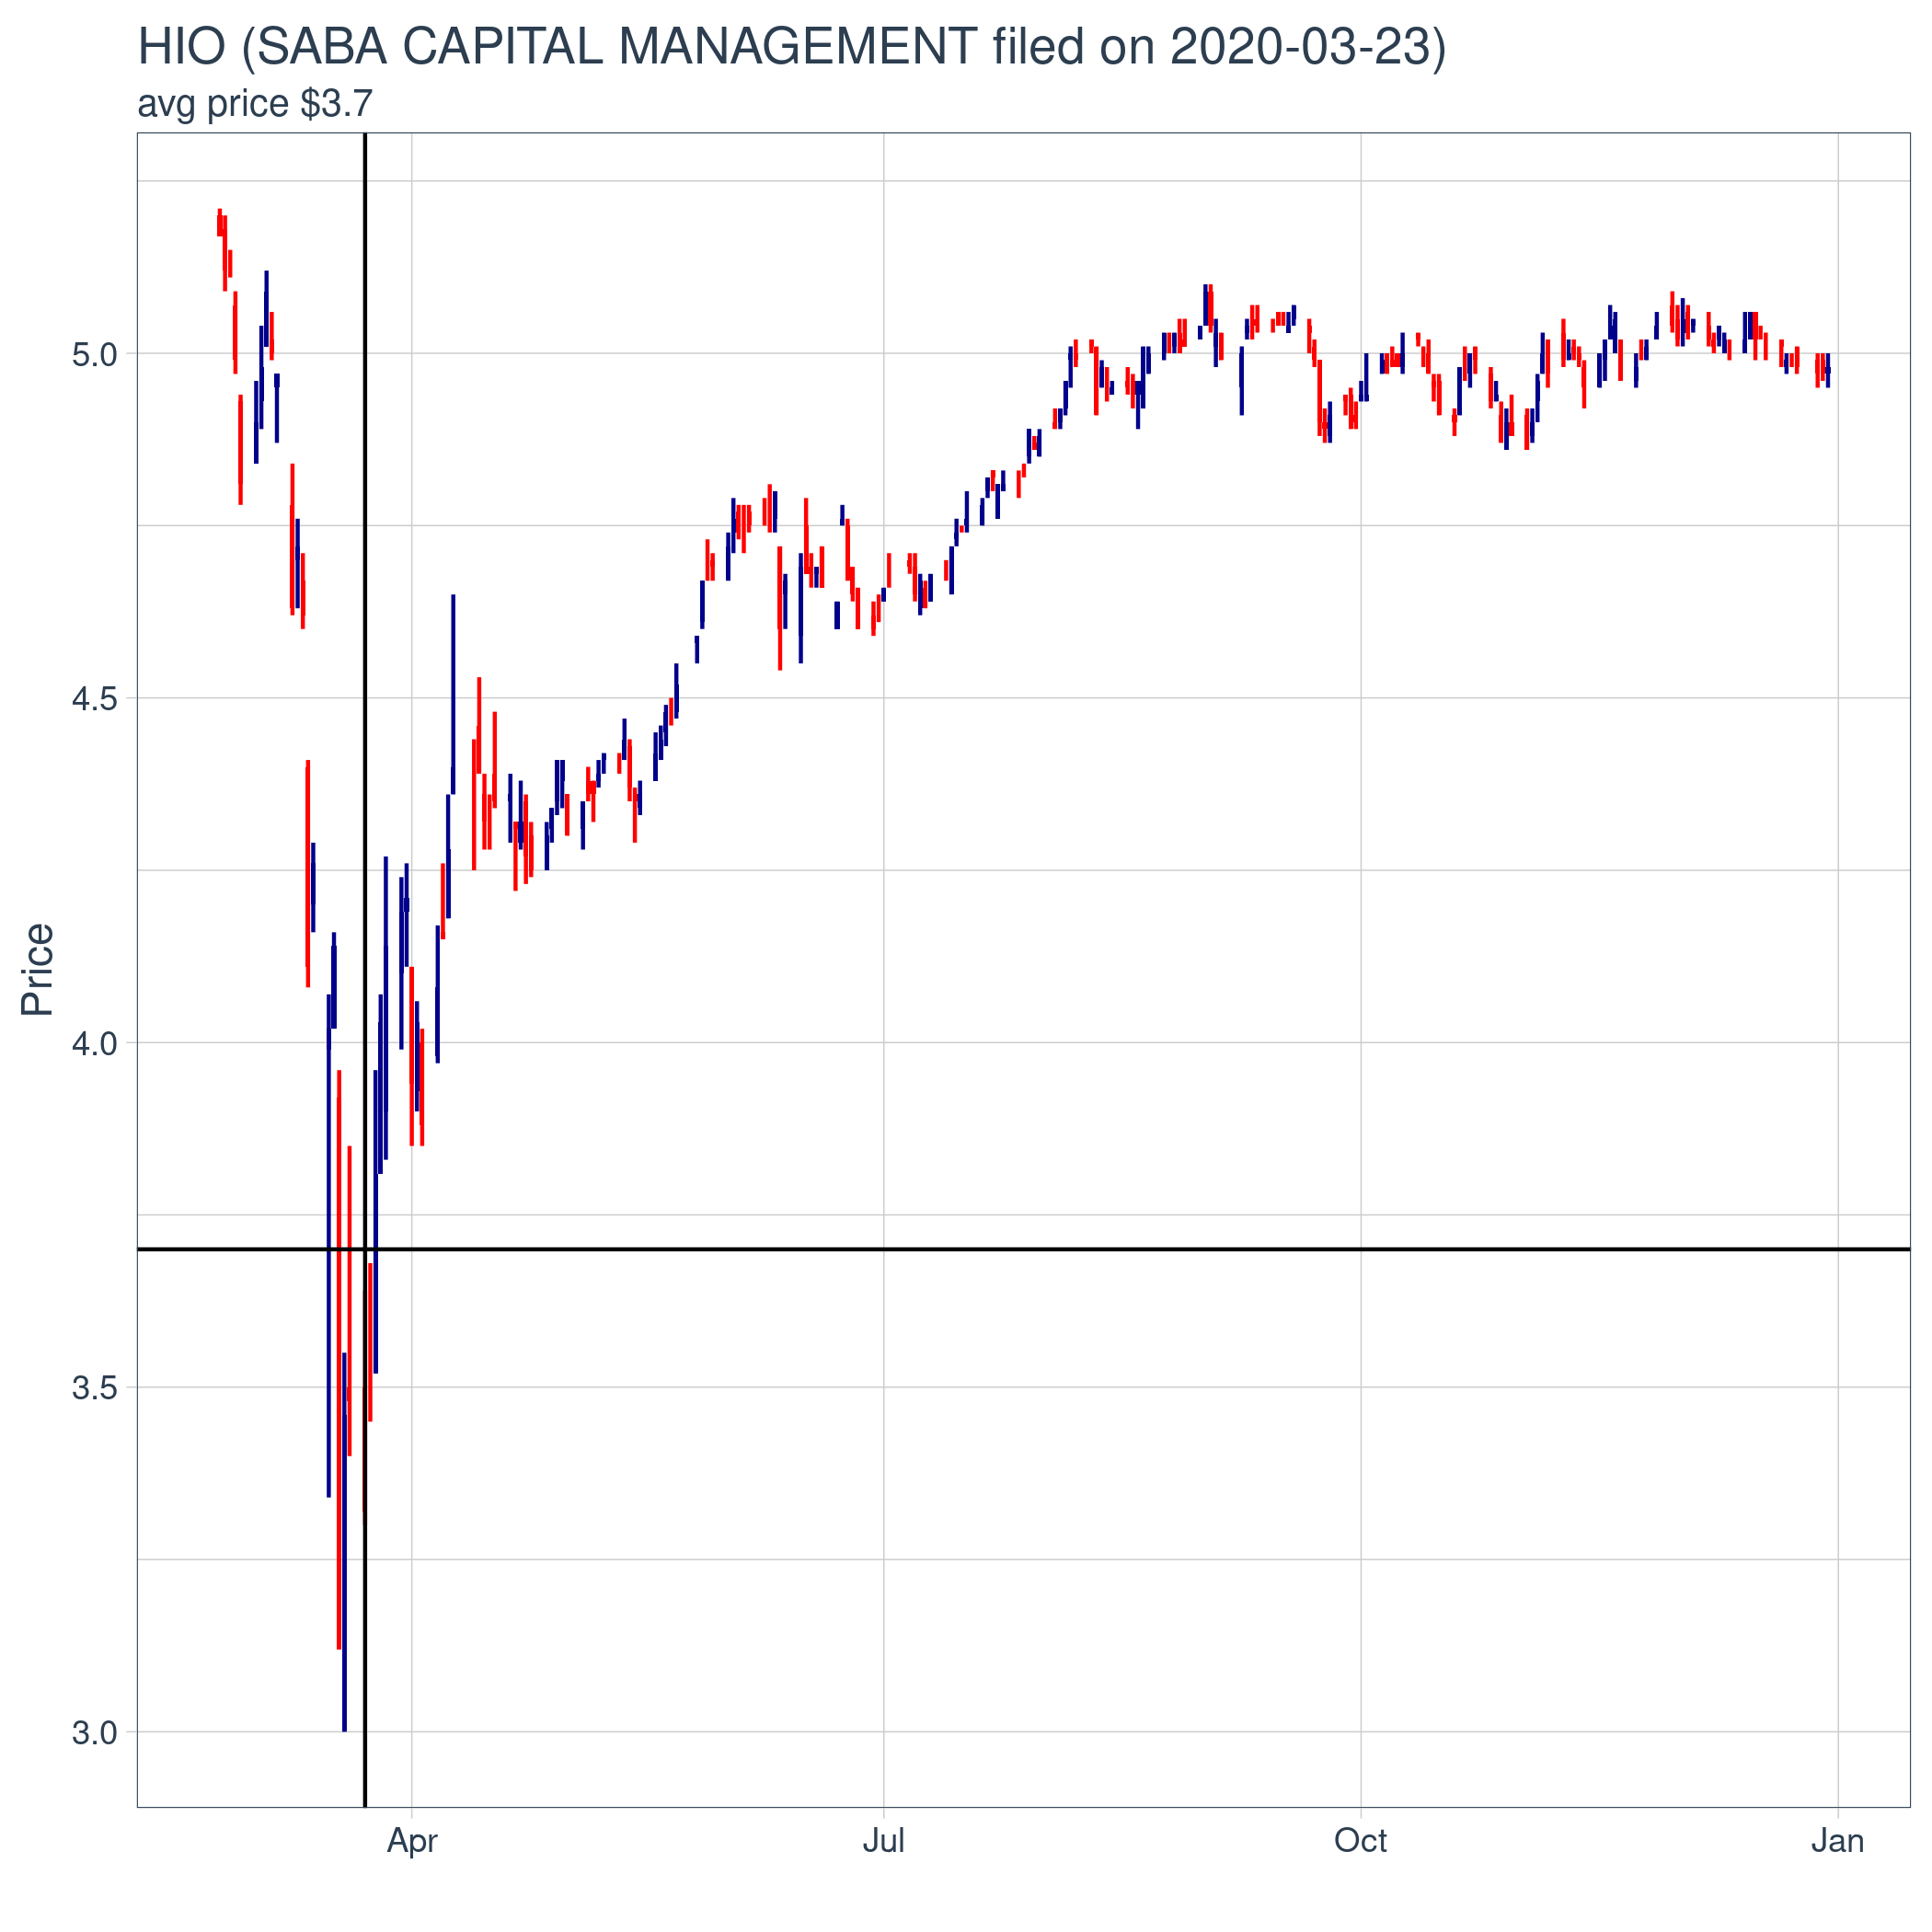 HIO (SABA CAPITAL MANAGEMENT filed on 2020-03-23)
avg price $3.7
Price
5.0
4.5
4.0
3.5
3.0
Apr Jul Oct Jan